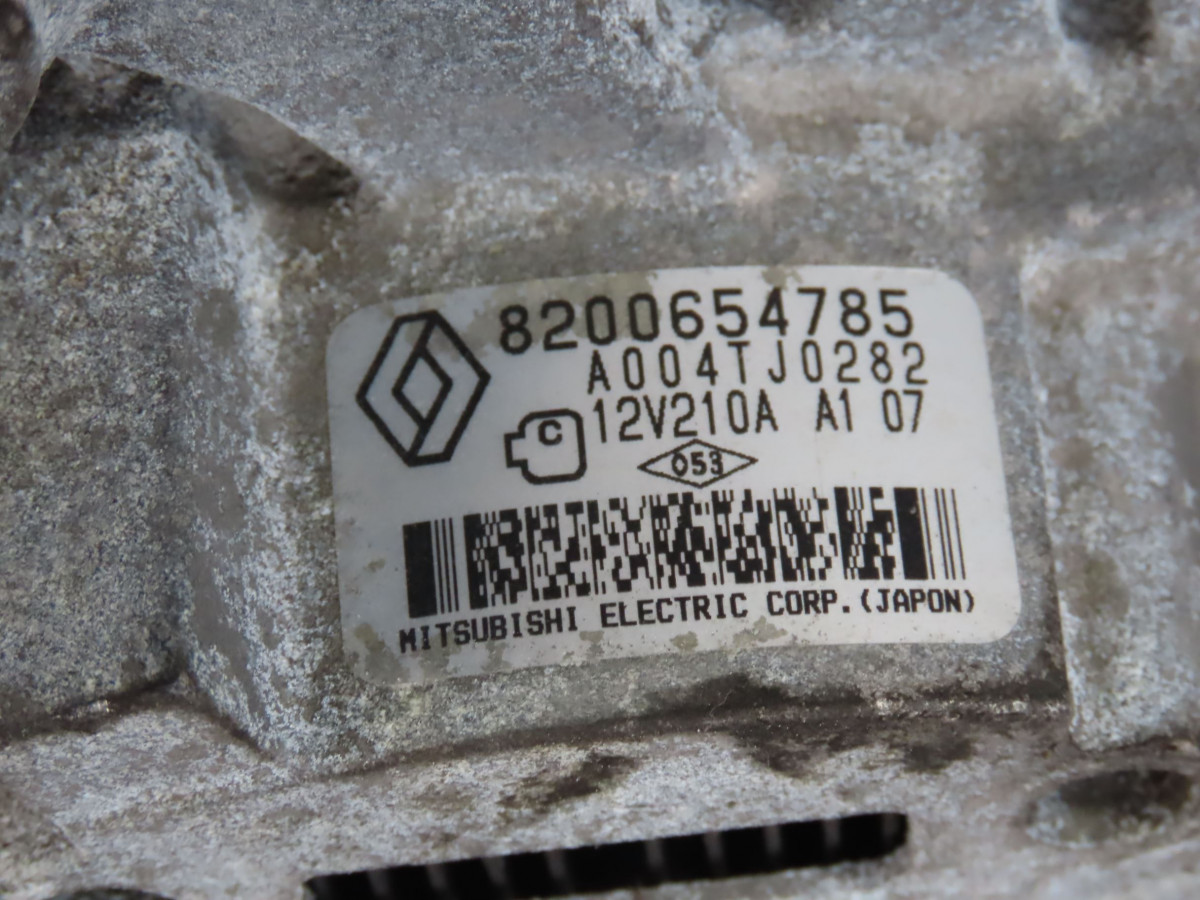 8200654785
A004TJ0282
C 12V210A A1 07
053
MITSUBISHI ELECTRIC CORP.(JAPON)